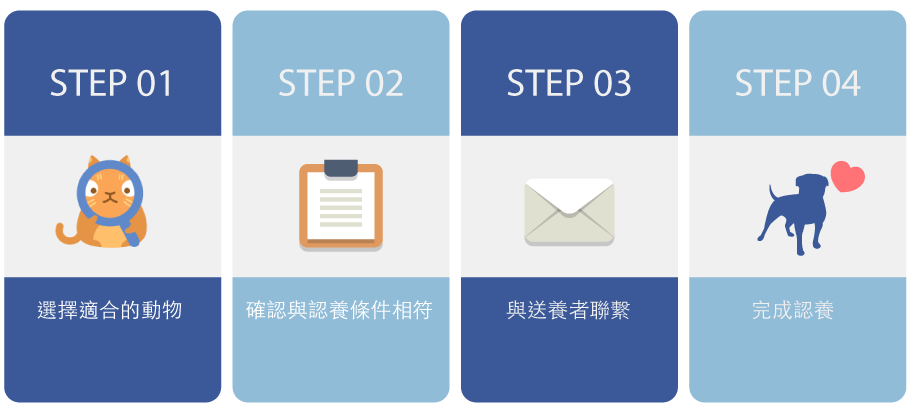 STEP 01
STEP 02
STEP 03
STEP 04
選擇適合的動物
確認與認養條件相符
與送養者聯繫
完成認養